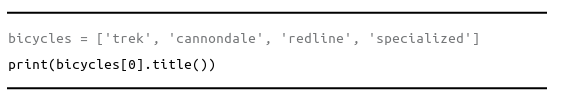 bicycles = ['trek', 'cannondale', 'redline', 'specialized']
print(bicycles[0].title())